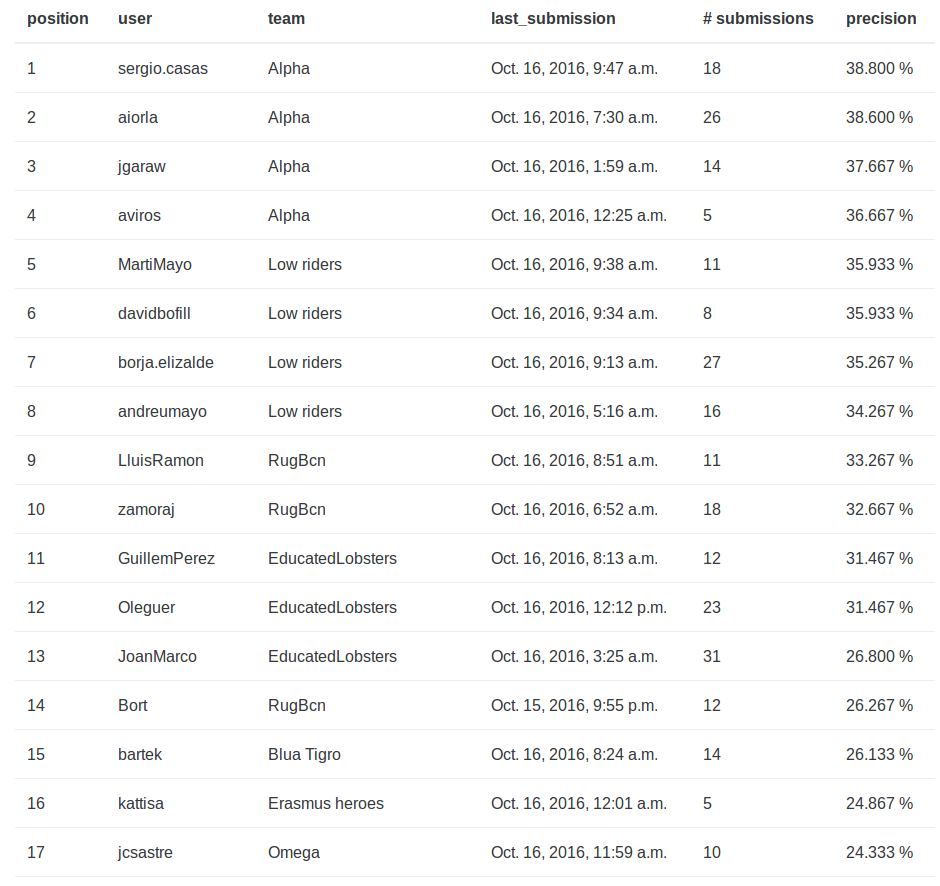 position user team last_submission # submissions precision
1 sergio.casas Alpha Oct. 16, 2016, 9:47 a.m. 18 38.800 %
2 aiorla Alpha Oct. 16, 2016, 7:30 a.m. 26 38.600 %
3 jgaraw Alpha Oct. 16, 2016, 1:59 a.m. 14 37.667 %
4 aviros Alpha Oct. 16, 2016, 12:25 a.m. 5 36.667 %
5 MartiMayo Low riders Oct. 16, 2016, 9:38 a.m. 11 35.933 %
6 davidbofill Low riders Oct. 16, 2016, 9:34 a.m. 8 35.933 %
7 borja.elizalde Low riders Oct. 16, 2016, 9:13 a.m. 27 35.267 %
8 andreumayo Low riders Oct. 16, 2016, 5:16 a.m. 16 34.267 %
9 LluisRamon RugBcn Oct. 16, 2016, 8:51 a.m. 11 33.267 %
10 zamoraj RugBcn Oct. 16, 2016, 6:52 a.m. 18 32.667 %
11 GuillemPerez EducatedLobsters Oct. 16, 2016, 8:13 a.m. 12 31.467 %
12 Oleguer EducatedLobsters Oct. 16, 2016, 12:12 p.m. 23 31.467 %
13 JoanMarco EducatedLobsters Oct. 16, 2016, 3:25 a.m. 31 26.800 %
14 Bort RugBcn Oct. 15, 2016, 9:55 p.m. 12 26.267 %
15 bartek Blua Tigro Oct. 16, 2016, 8:24 a.m. 14 26.133 %
16 kattisa Erasmus heroes Oct. 16, 2016, 12:01 a.m. 5 24.867 %
17 jcsastre Omega Oct. 16, 2016, 11:59 a.m. 10 24.333 %